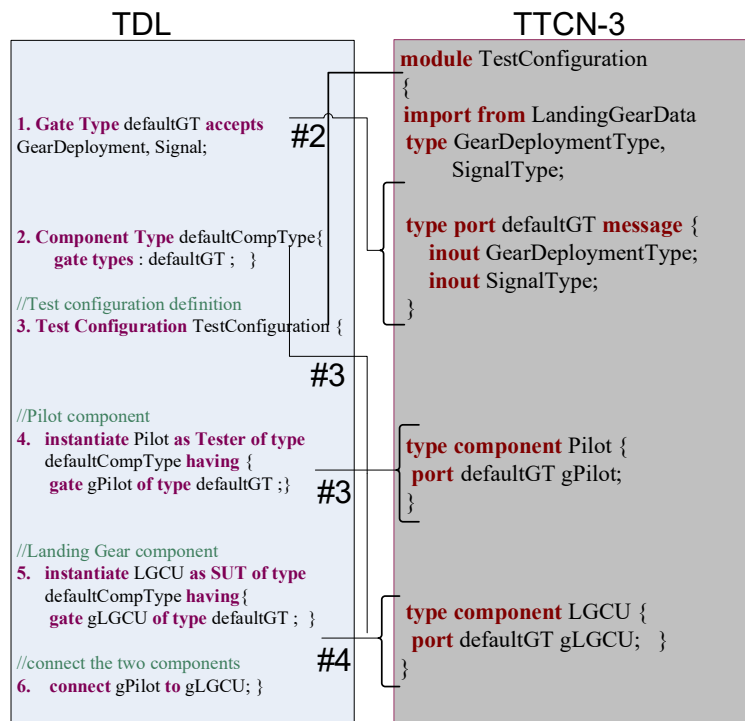 TDL
1. Gate Type defaultGT accepts
GearDeployment, Signal;
2. Component Type defaultCompType{
gate types : defaultGT ; }
//Test configuration definition
3. Test Configuration TestConfiguration {
//Pilot component
4. instantiate Pilot as Tester of type
defaultCompType having {
gate gPilot of type defaultGT ;}
//Landing Gear component
5. instantiate LGCU as SUT of type
defaultCompType having{
gate gLGCU of type defaultGT ; }
//connect the two components
6. connect gPilot to gLGCU; }
#2
#3
#3
#4
TTCN-3
module TestConfiguration
{
import from LandingGearData
type GearDeploymentType,
SignalType;
type port defaultGT message {
inout GearDeploymentType;
inout SignalType;
}
type component Pilot {
port defaultGT gPilot;
}
type component LGCU {
port defaultGT gLGCU; }
}